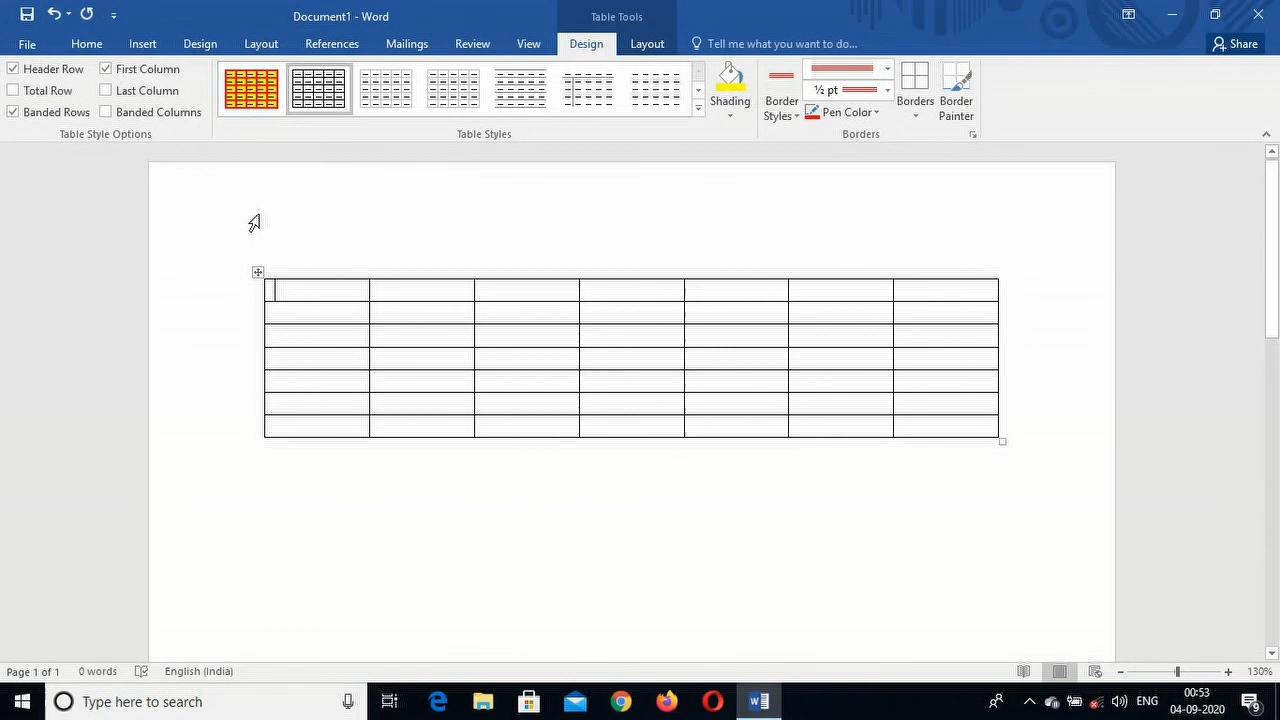 Document1 - Word
Table Tools
File
Home
Insert
Design
Layout
References
Mailings
Review
View
Design
Layout
Tell me what you want to do...
Share
Header Row
First Column
Total Row
Last Column
Banded Rows
Banded Columns
Table Style Options
Table Styles
Shading
Border
Styles
½ pt
Pen Color
Borders
Border
Painter
Borders
Page 1 of 1
0 words
English (India)
130%
Type here to search
ENG
00:53
04-09-2020
9